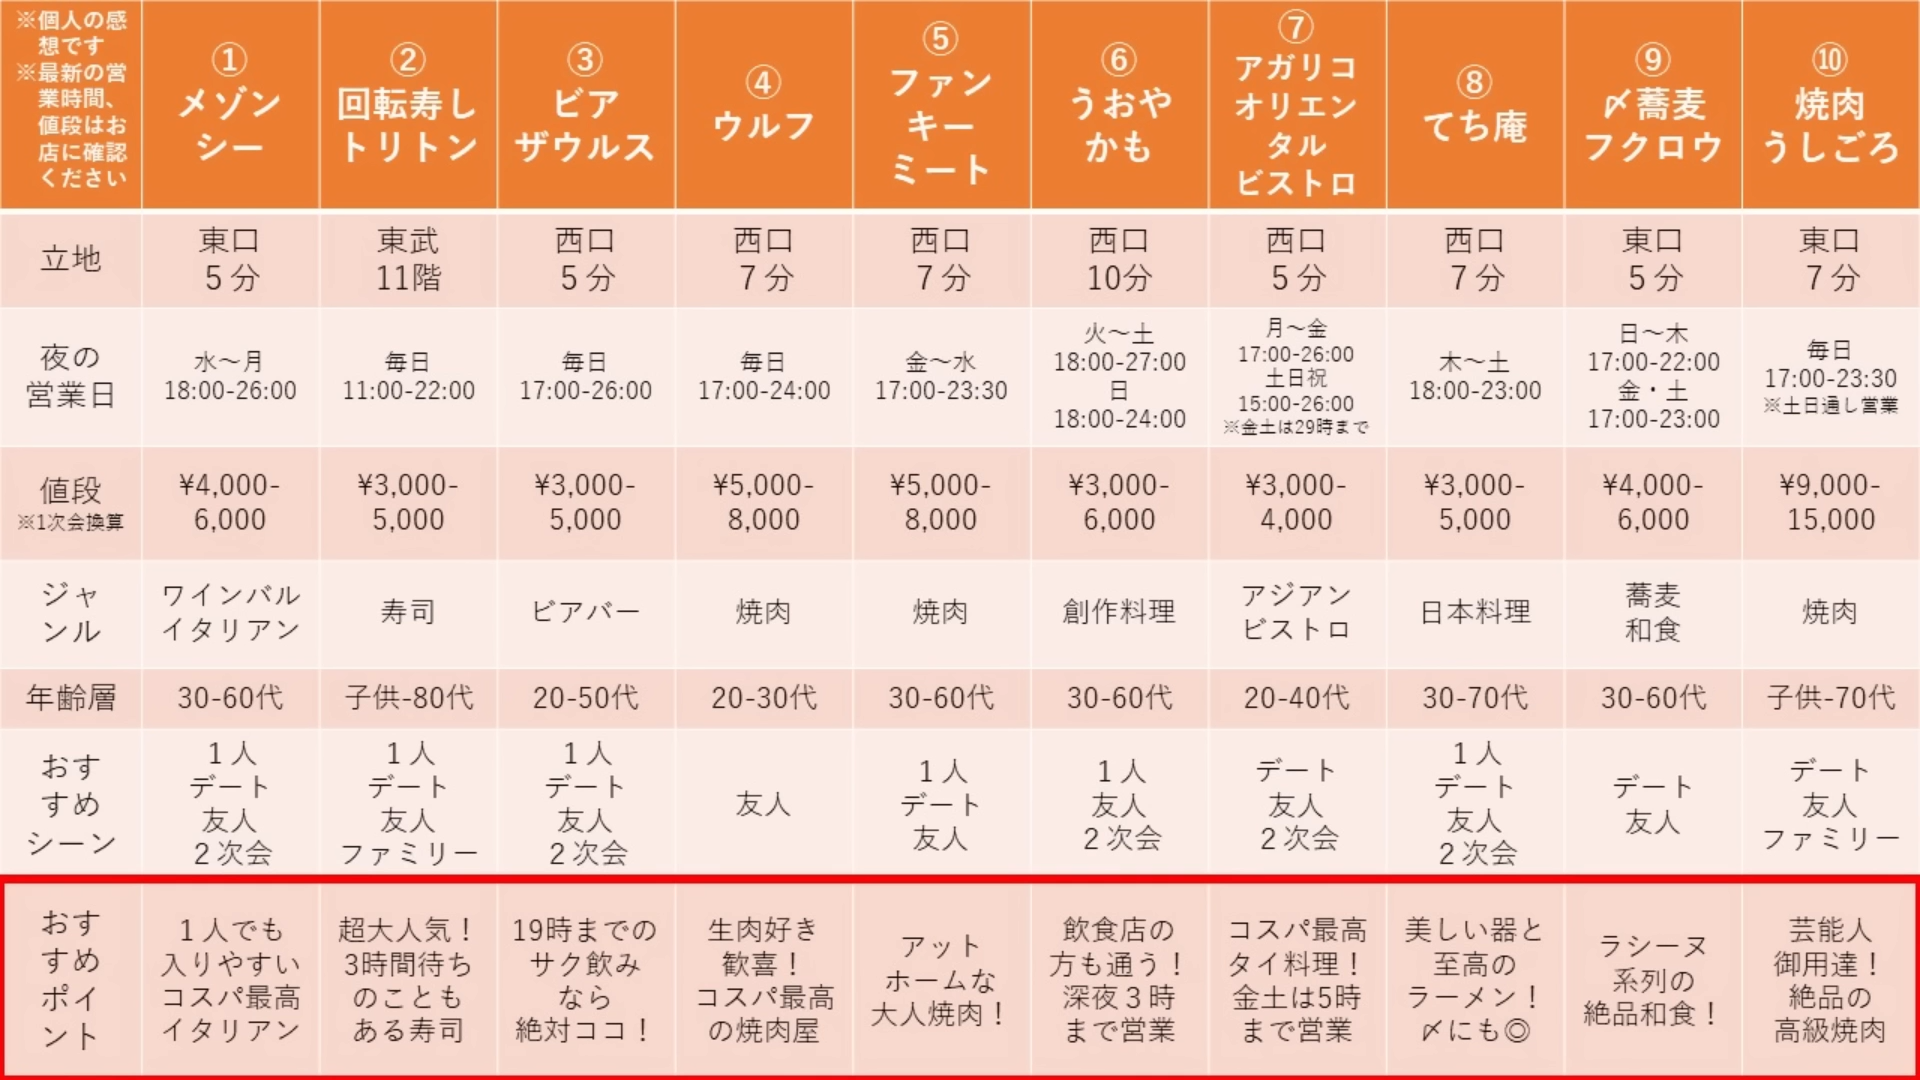 ※個人の感
想です
※最新の営
業時間、
値段はお
店に確認
ください
①
メゾン
シー
②
回転寿し
トリトン
③
ビア
ザウルス
④
ウルフ
⑤
ファン
キー
ミート
⑥
うおや
かも
⑦
アガリコ
オリエン
タル
ビストロ
⑧
てち庵
⑨
〆蕎麦
フクロウ
⑩
焼肉
うしごろ
立地
東口
5分
東武
11階
西口
5分
西口
7分
西口
7分
西口
10分
西口
5分
西口
7分
東口
5分
東口
7分
夜の
営業日
水～月
18:00-26:00
毎日
11:00-22:00
毎日
17:00-26:00
毎日
17:00-24:00
金～水
17:00-23:30
火～土
18:00-27:00
日
18:00-24:00
月～金
17:00-26:00
土日祝
15:00-26:00
※金土は29時まで
木～土
18:00-23:00
日～木
17:00-22:00
金・土
17:00-23:00
毎日
17:00-23:30
※土日通し営業
値段
※1次会換算
¥4,000-
6,000
¥3,000-
5,000
¥3,000-
5,000
¥5,000-
8,000
¥5,000-
8,000
¥3,000-
6,000
¥3,000-
4,000
¥3,000-
5,000
¥4,000-
6,000
¥9,000-
15,000
ジャ
ンル
ワインバル
イタリアン
寿司
ビアバー
焼肉
焼肉
創作料理
アジアン
ビストロ
日本料理
蕎麦
和食
焼肉
年齢層
30-60代
子供-80代
20-50代
20-30代
30-60代
30-60代
20-40代
30-70代
30-60代
子供-70代
おす
すめ
シーン
1人
デート
友人
2次会
1人
デート
友人
ファミリー
1人
デート
友人
2次会
友人
1人
デート
友人
1人
友人
2次会
デート
友人
2次会
1人
デート
友人
2次会
デート
友人
デート
友人
ファミリー
おす
すめ
ポイ
ント
1人でも
入りやすい
コスパ最高
イタリアン
超大人気！
3時間待ち
のことも
ある寿司
19時までの
サク飲み
なら
絶対ココ！
生肉好き
歓喜！
コスパ最高
の焼肉屋
アット
ホームな
大人焼肉！
飲食店の
方も通う！
深夜3時
まで営業
コスパ最高
タイ料理！
金土は5時
まで営業
美しい器と
至高の
ラーメン！
〆にも◎
ラシーヌ
系列の
絶品和食！
芸能人
御用達！
絶品の
高級焼肉